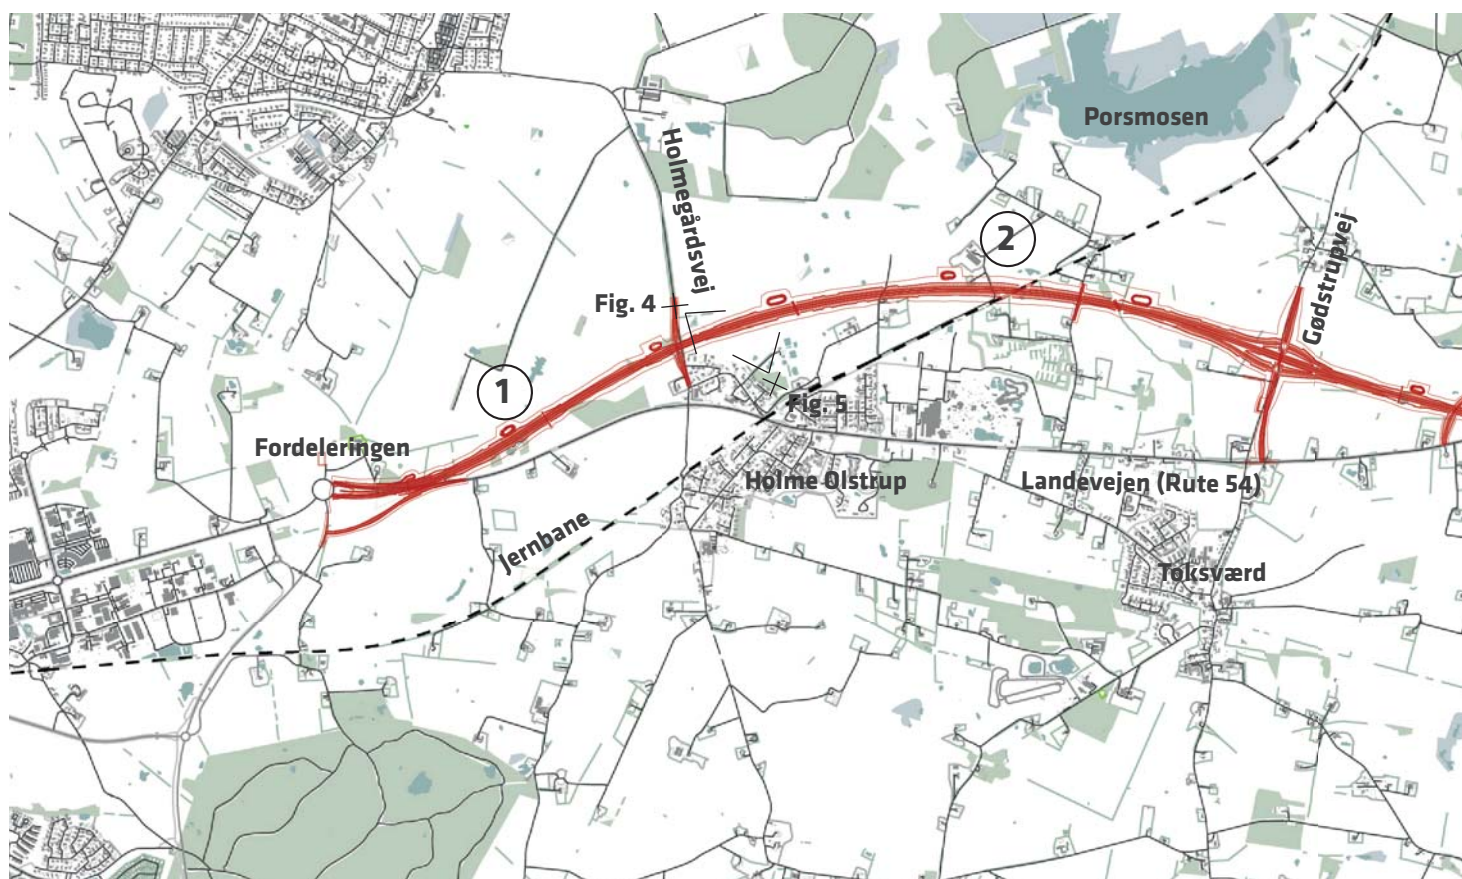 Porsmosen
Holmegårdsvej
2
Gødstrupvej
Fig. 4
1
Fig. 5
Fordeleringen
Holme Olstrup
Landevejen (Rute 54)
Jernbane
Toksværd